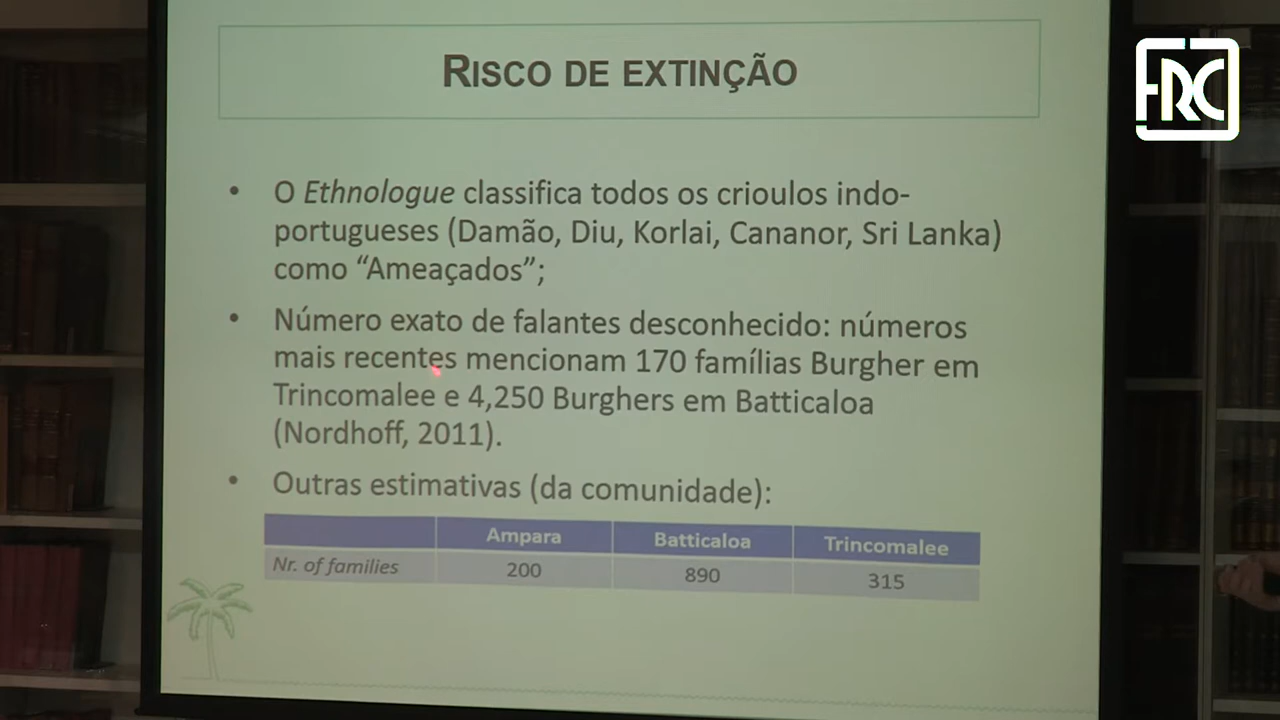 FRC
RISCO DE EXTINÇÃO
• O Ethnologue classifica todos os crioulos indo-
portugueses (Damão, Diu, Korlai, Cananor, Sri Lanka)
como “Ameaçados”;
• Número exato de falantes desconhecido: números
mais recentes mencionam 170 famílias Burgher em
Trincomalee e 4,250 Burghers em Batticaloa
(Nordhoff, 2011).
• Outras estimativas (da comunidade):
Ampara Batticaloa Trincomalee
Nr. of families 200 890 315